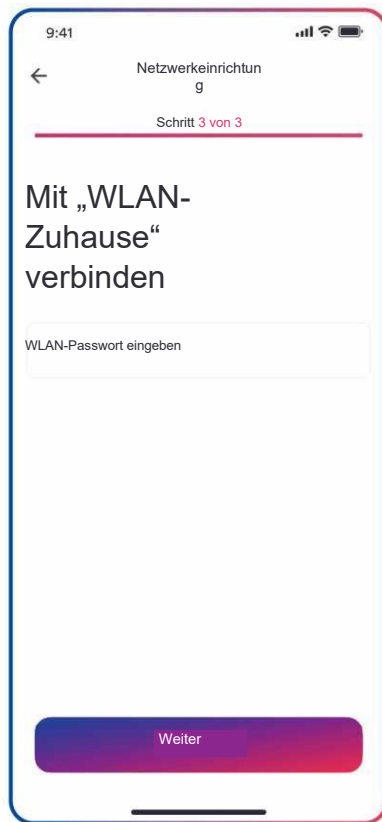 9:41
Netzwerkeinrichtun
g
Schritt 3 von 3
Mit „WLAN-
Zuhause“
verbinden
WLAN-Passwort eingeben
Weiter